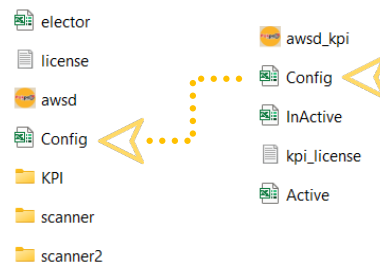 elector
license
awsd
Config
KPI
scanner
scanner2
awsd_kpi
Config
InActive
kpi_license
Active